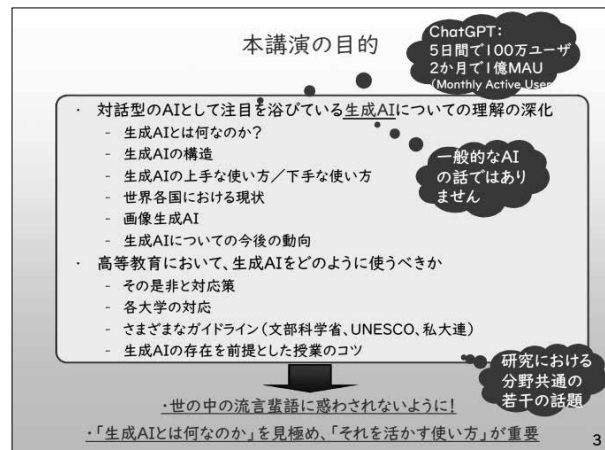 本講演の目的
ChatGPT:
5日間で100万ユーザ
2か月で1億MAU
(Monthly Active User
・ 対話型のAIとして注目を浴びている生成AIについての理解の深化
- 生成AIとは何なのか?
- 生成AIの構造
- 生成AIの上手な使い方/下手な使い方
- 世界各国における現状
- 画像生成AI
- 生成AIについての今後の動向
一般的なAI
の話ではあり
ません
・ 高等教育において、生成AIをどのように使うべきか
- その是非と対応策
- 各大学の対応
- さまざまなガイドライン(文部科学省、UNESCO、私大連)
- 生成AIの存在を前提とした授業のコツ
研究における
分野共通の
若干の話題
・世の中の流言蜚語に惑わされないように!
・「生成AIとは何なのか」を見極め、「それを活かす使い方」が重要
3